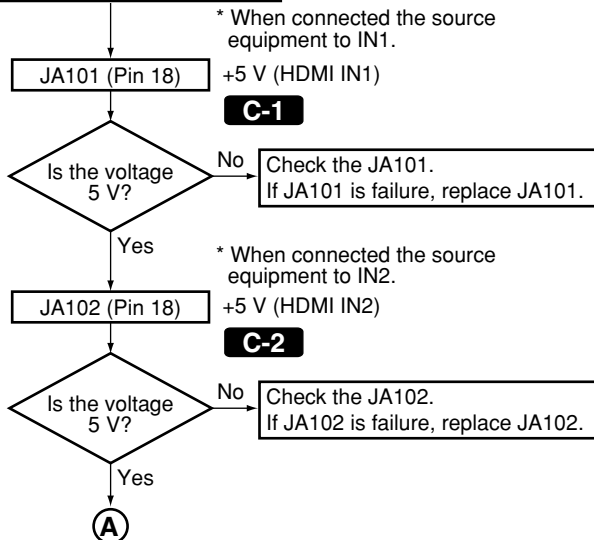 * When connected the source
equipment to IN1.
JA101 (Pin 18)
+5 V (HDMI IN1)
C-1
Is the voltage
5 V?
No
Check the JA101.
If JA101 is failure, replace JA101.
Yes
* When connected the source
equipment to IN2.
JA102 (Pin 18)
+5 V (HDMI IN2)
C-2
Is the voltage
5 V?
No
Check the JA102.
If JA102 is failure, replace JA102.
Yes
A